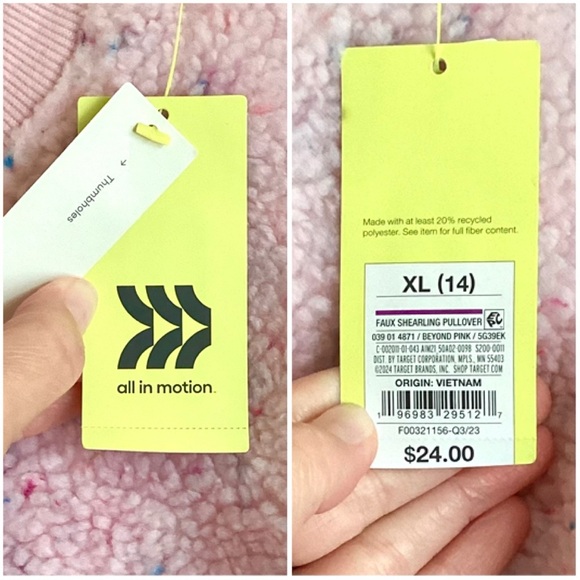 → Thumbholes
all in motion.
Made with at least 20% recycled
polyester. See item for full fiber content.
XL (14)
FAUX SHEARLING PULLOVER
039 01 4871 / BEYOND PINK / 5G39EK
DIST. BY TARGET CORPORATION, MPLS., MN 55403
©2024 TARGET BRANDS, INC. SHOP TARGET.COM
ORIGIN: VIETNAM
1 96983 29512 7
F00321156-Q3/23
$24.00